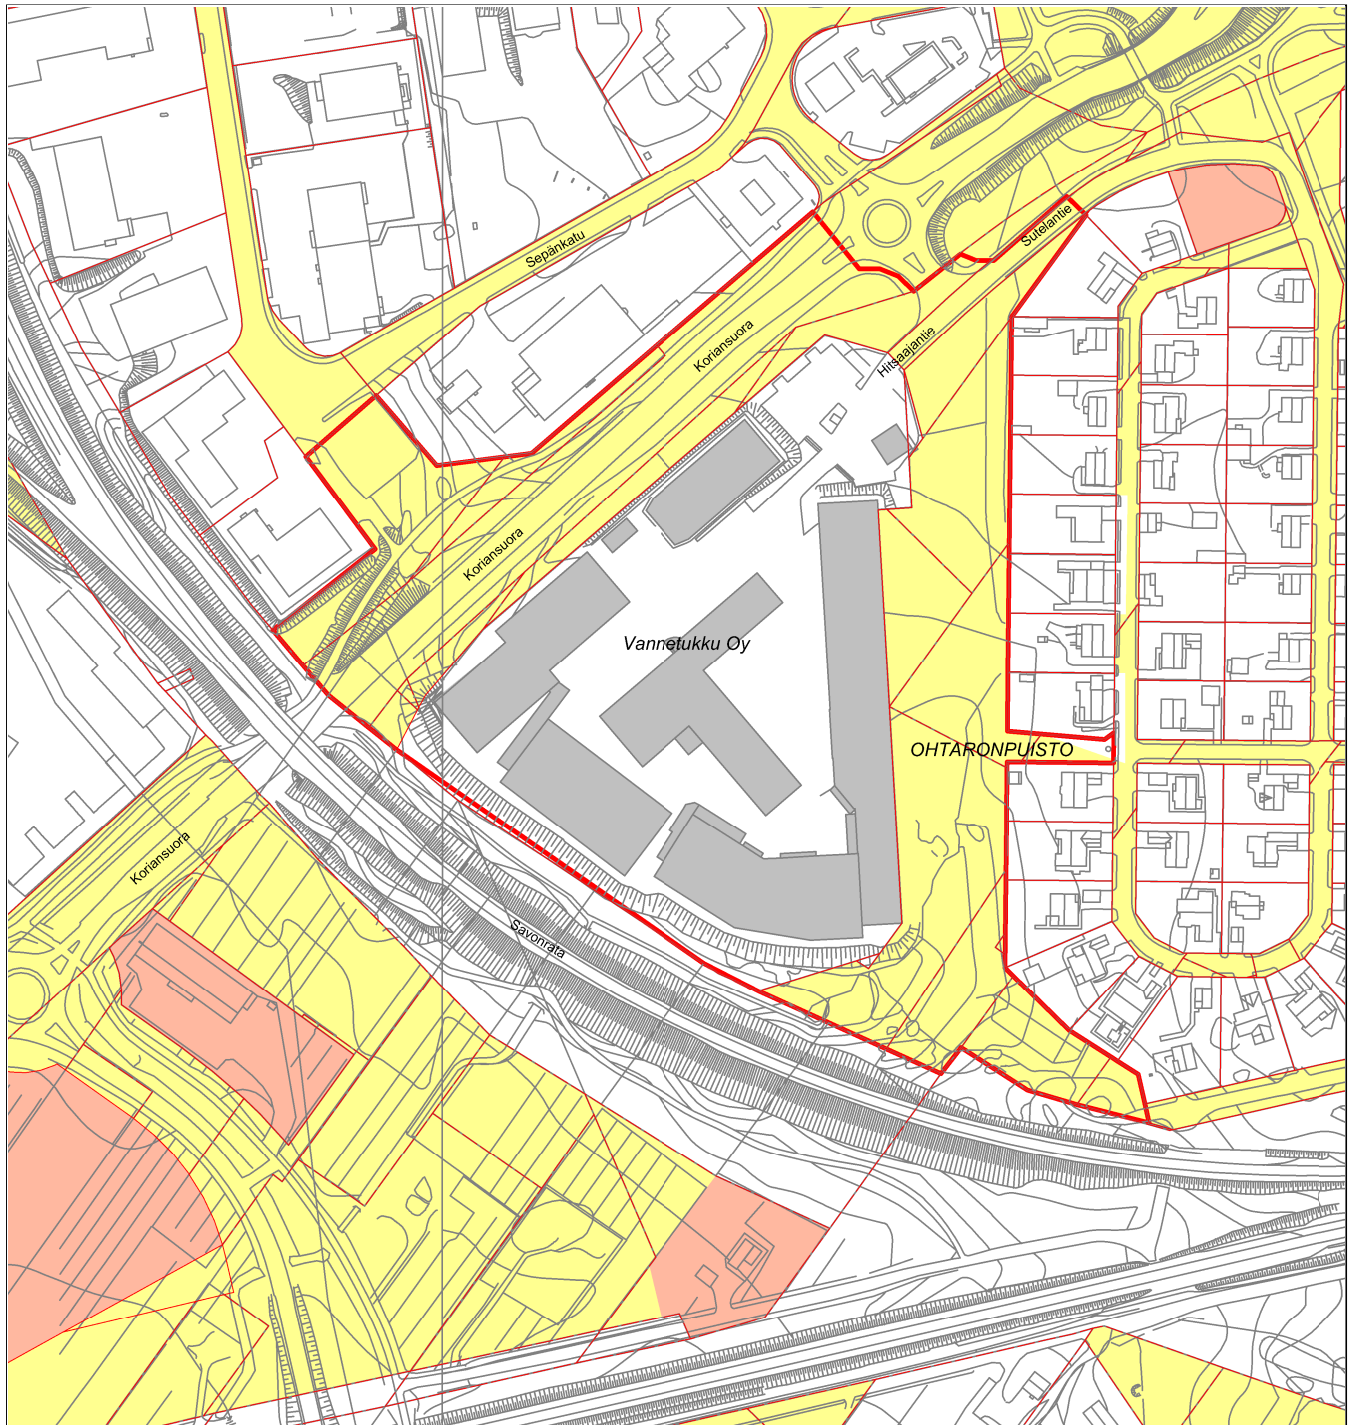 Sutelantie
Sepänkatu
Koriansuora
Hitsaajantie
Koriansuora
Vannetukku Oy
OHTARONPUISTO
Koriansuora
Savonrata